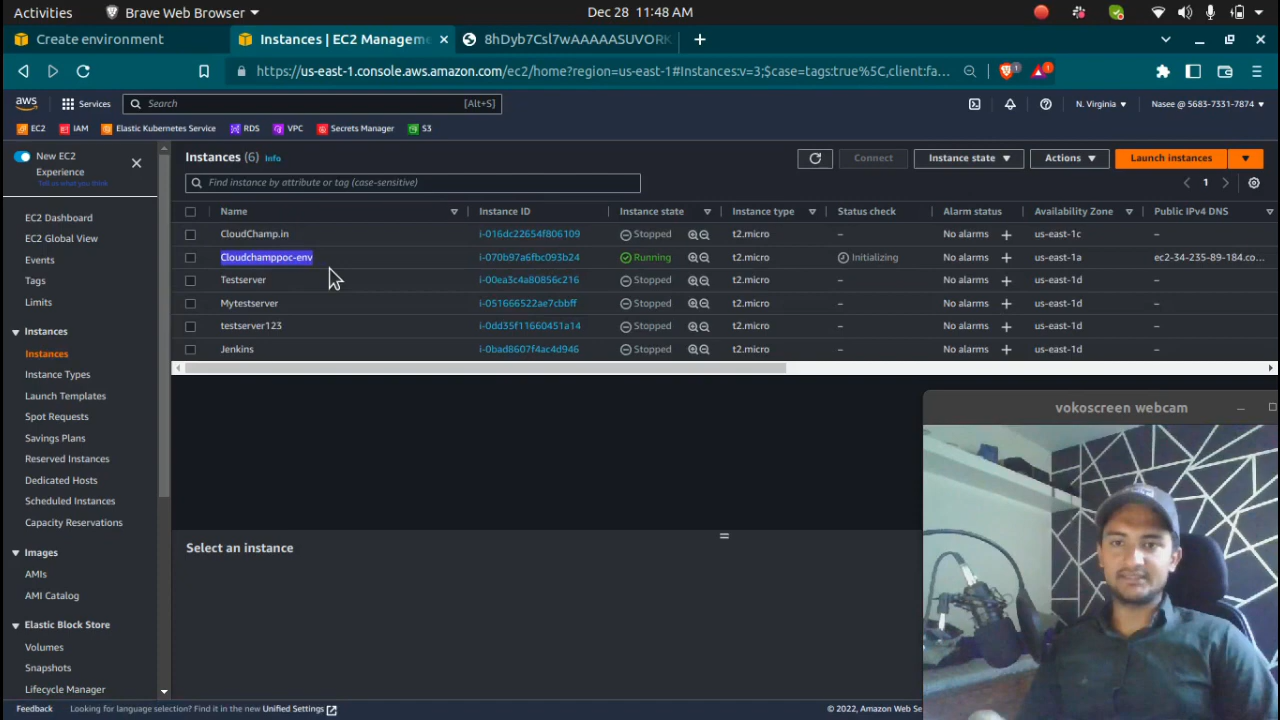 Activities
Brave Web Browser
Dec 28 11:48 AM
Create environment
Instances | EC2 Managem
8hDyb7Csl7wAAAAASUVORK
https://us-east-1.console.aws.amazon.com/ec2/home?region=us-east-1#Instances:v=3;$case=tags:true%5C,client:fa...
1
1
aws
Services
Search
[Alt+S]
N. Virginia
Nasee @ 5683-7331-7874
EC2
IAM
Elastic Kubernetes Service
RDS
VPC
Secrets Manager
S3
New EC2
Experience
Tell us what you think
EC2 Dashboard
EC2 Global View
Events
Tags
Limits
Instances
Instances
Instance Types
Launch Templates
Spot Requests
Savings Plans
Reserved Instances
Dedicated Hosts
Scheduled Instances
Capacity Reservations
Images
AMIs
AMI Catalog
Elastic Block Store
Volumes
Snapshots
Lifecycle Manager
Instances (6) Info
Connect
Instance state
Actions
Launch instances
Find instance by attribute or tag (case-sensitive)
1
Name Instance ID Instance state Instance type Status check Alarm status Availability Zone Public IPv4 DNS
CloudChamp.in i-016dc22654f806109 Stopped t2.micro – No alarms + us-east-1c –
Cloudchamppoc-env i-070b97a6fbc093b24 Running t2.micro Initializing No alarms + us-east-1a ec2-34-235-89-184.co...
Testserver i-00ea3c4a80856c216 Stopped t2.micro – No alarms + us-east-1d –
Mytestserver i-051666522ae7cbbff Stopped t2.micro – No alarms + us-east-1d –
testserver123 i-0dd35f11660451a14 Stopped t2.micro – No alarms + us-east-1d –
Jenkins i-0bad8607f4ac4d946 Stopped t2.micro – No alarms + us-east-1d –
vokoscreen webcam
Select an instance
Feedback
Looking for language selection? Find it in the new Unified Settings
© 2022, Amazon Web Se